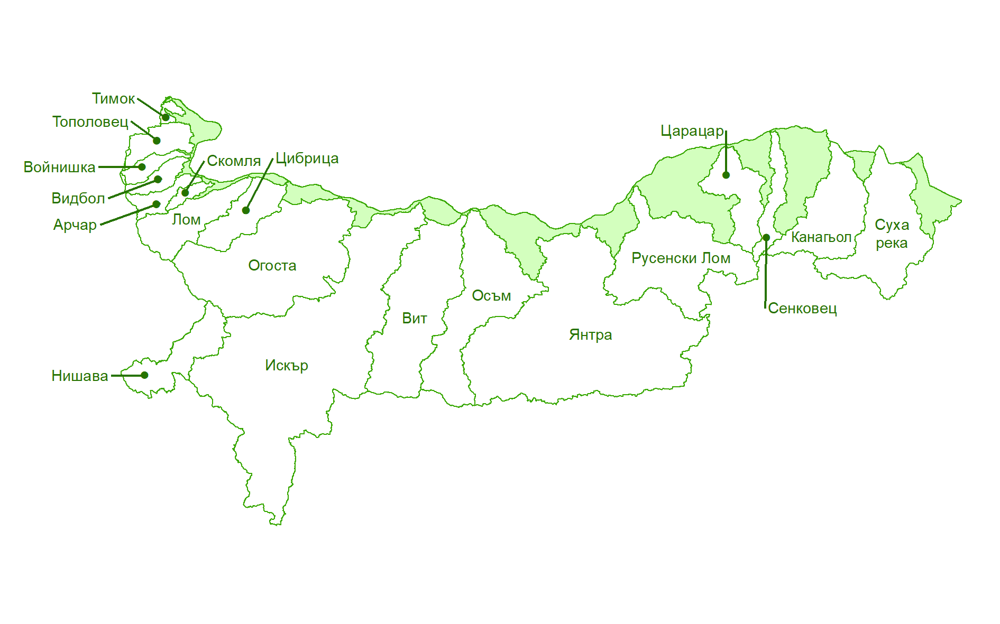 Тимок
Тополовец
Войнишка
Видбол
Арчар
Скомля
Цибрица
Лом
Огоста
Нишава
Искър
Вит
Осъм
Янтра
Русенски Лом
Царацар
Сенковец
Канагьол
Суха
река